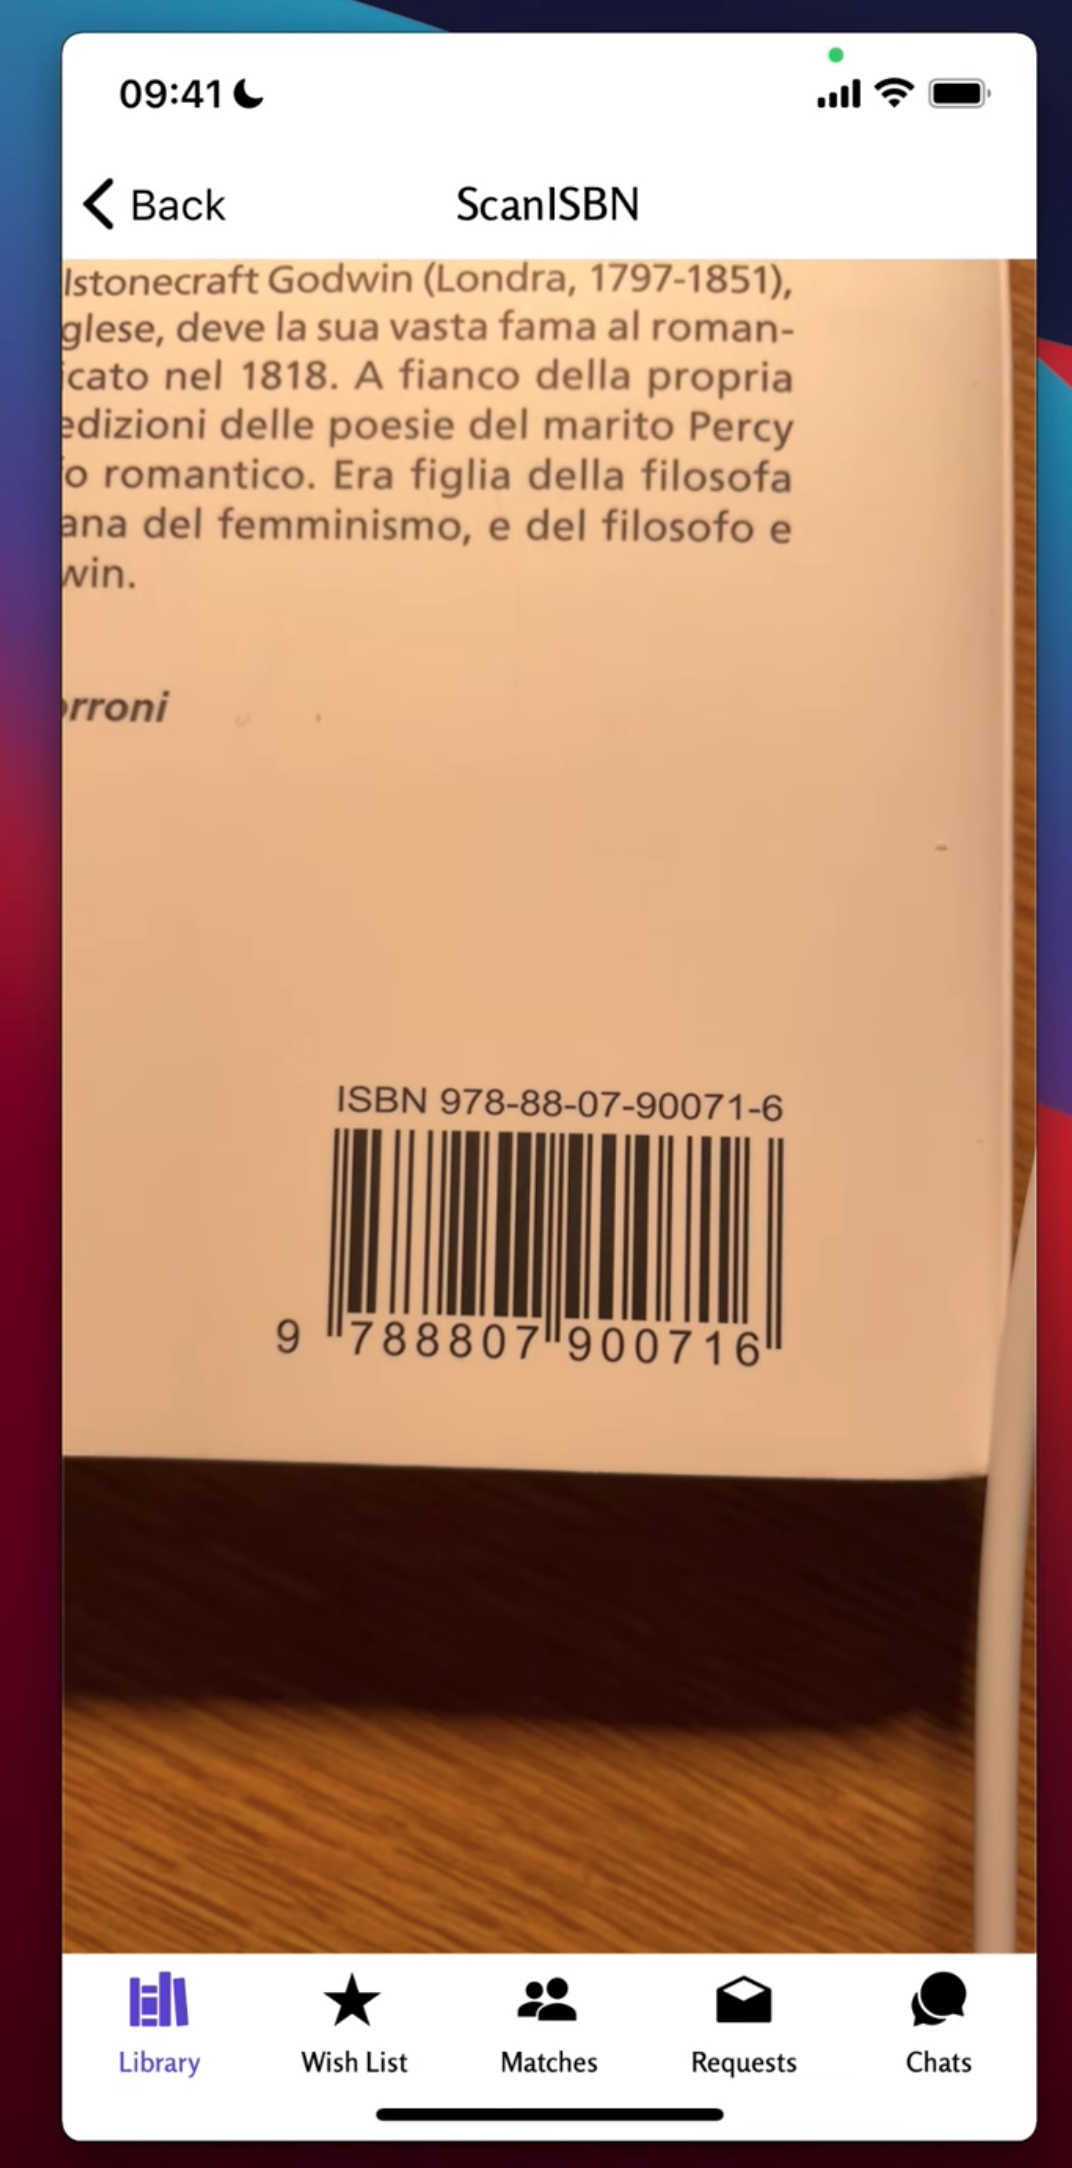 09:41
Back
ScanISBN
lstonecraft Godwin (Londra, 1797-1851),
glese, deve la sua vasta fama al roman-
cato nel 1818. A fianco della propria
edizioni delle poesie del marito Percy
o romantico. Era figlia della filosofa
ana del femminismo, e del filosofo e
win.
rroni
ISBN 978-88-07-90071-6
9 788807 900716
Library
Wish List
Matches
Requests
Chats